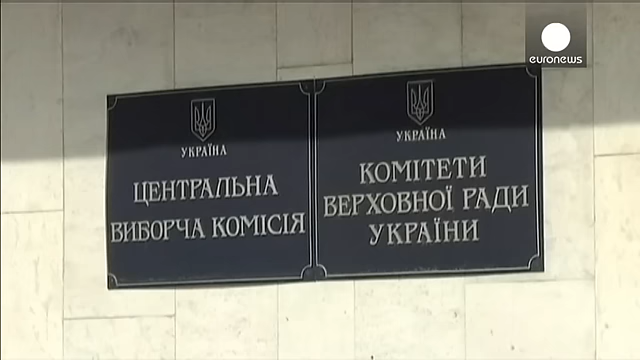 euronews
УКРАЇНА
ЦЕНТРАЛЬНА
ВИБОРЧА КОМІСІЯ
УКРАЇНА
КОМІТЕТИ
ВЕРХОВНОЇ РАДИ
УКРАЇНИ